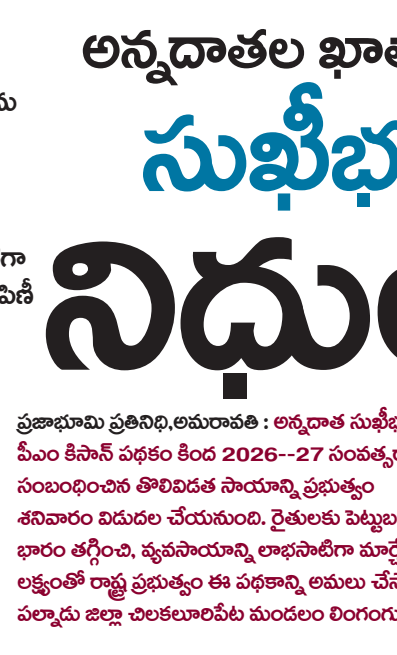 అన్నదాతల
నిధుల
ప్రజాభూమి ప్రతినిధి,అమరావతి : అన్నదాత
పీఎం కిసాన్ పథకం కింద 2026--27
సంబంధించిన తొలివిడత సాయాన్ని ప్రభుత్వం
శనివారం విడుదల చేయనుంది. రైతులకు
భారం తగ్గించి, వ్యవసాయాన్ని లాభసాటిగా
లక్ష్యంతో రాష్ట్ర ప్రభుత్వం ఈ పథకాన్ని అమలు
పల్నాడు జిల్లా చిలకలూరిపేట మండలం